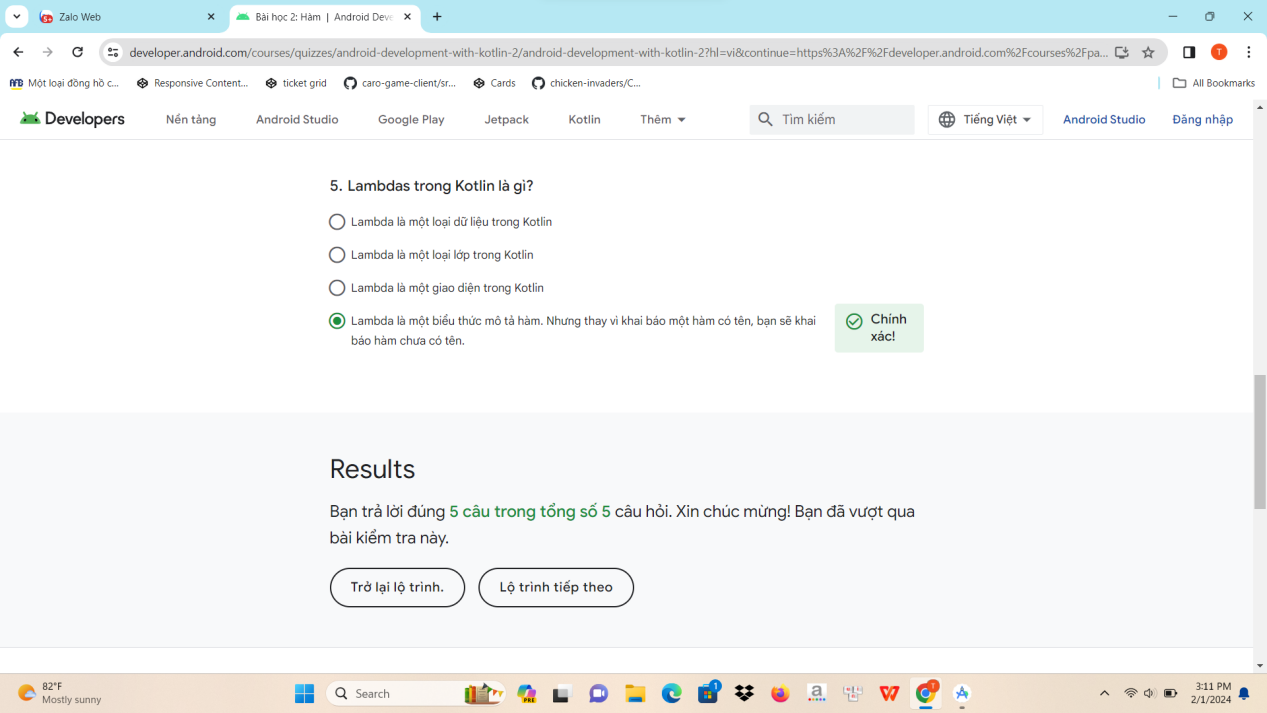 Zalo Web
Bài học 2: Hàm | Android Deve
developer.android.com/courses/quizzes/android-development-with-kotlin-2/android-development-with-kotlin-2?hl=vi&continue=https%3A%2F%2Fdeveloper.android.com%2Fcourses%2Fpa...
T
Một loại đồng hồ c...
Responsive Content...
ticket grid
caro-game-client/sr...
Cards
chicken-invaders/C...
All Bookmarks
Developers
Nền tảng
Android Studio
Google Play
Jetpack
Kotlin
Thêm
Tìm kiếm
Tiếng Việt
Android Studio
Đăng nhập
5. Lambdas trong Kotlin là gì?
Lambda là một loại dữ liệu trong Kotlin
Lambda là một loại lớp trong Kotlin
Lambda là một giao diện trong Kotlin
Lambda là một biểu thức mô tả hàm. Nhưng thay vì khai báo một hàm có tên, bạn sẽ khai
báo hàm chưa có tên.
Chính
xác!
Results
Bạn trả lời đúng 5 câu trong tổng số 5 câu hỏi. Xin chúc mừng! Bạn đã vượt qua
bài kiểm tra này.
Trở lại lộ trình.
Lộ trình tiếp theo
82°F
Mostly sunny
Search
PRE
1
T
3:11 PM
2/1/2024